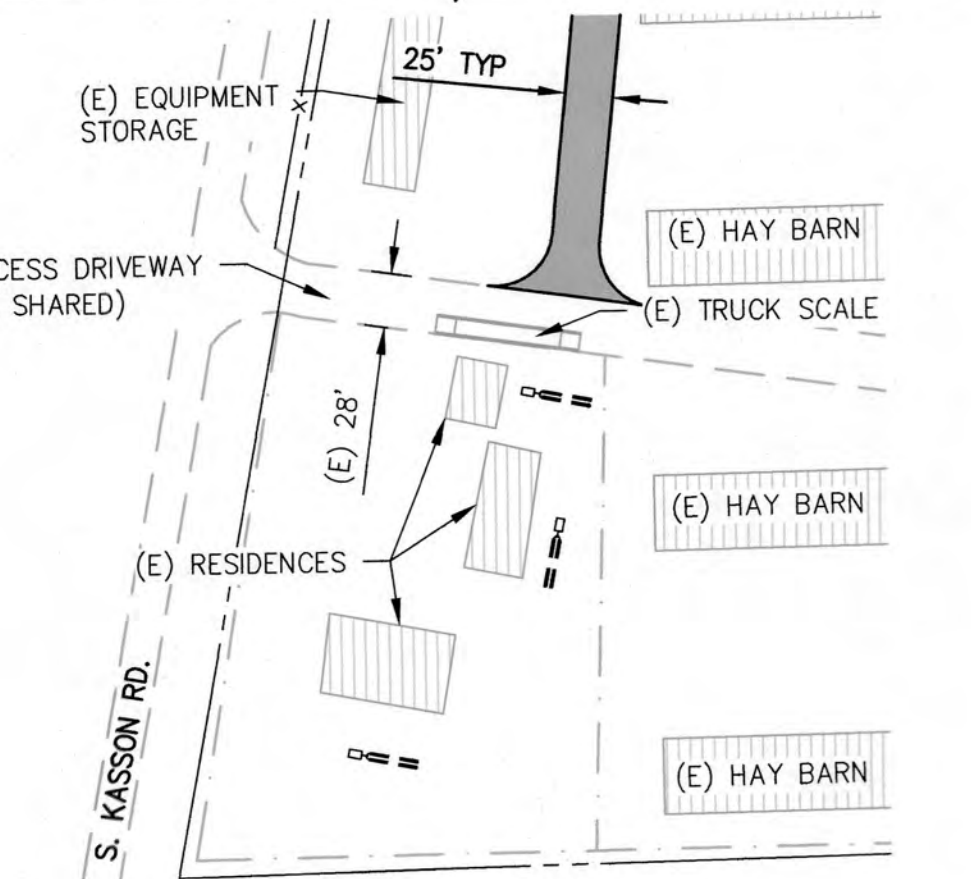 25' TYP
(E) EQUIPMENT
STORAGE
(E) HAY BARN
CESS DRIVEWAY
SHARED)
(E) TRUCK SCALE
(E) 28'
(E) HAY BARN
(E) RESIDENCES
S. KASSON RD.
(E) HAY BARN